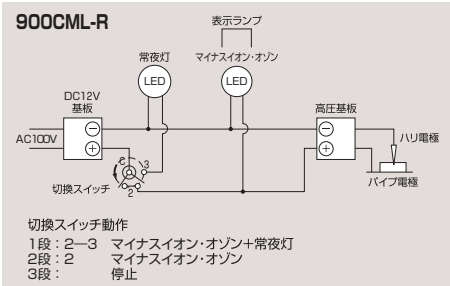 900CML-R
表示ランプ
常夜灯
マイナスイオン・オゾン
LED
LED
DC12V
基板
高圧基板
AC100V
ハリ電極
C
3
2
切換スイッチ
パイプ電極
切換スイッチ動作
1段：2―3 マイナスイオン・オゾン+常夜灯
2段：2 マイナスイオン・オゾン
3段： 停止